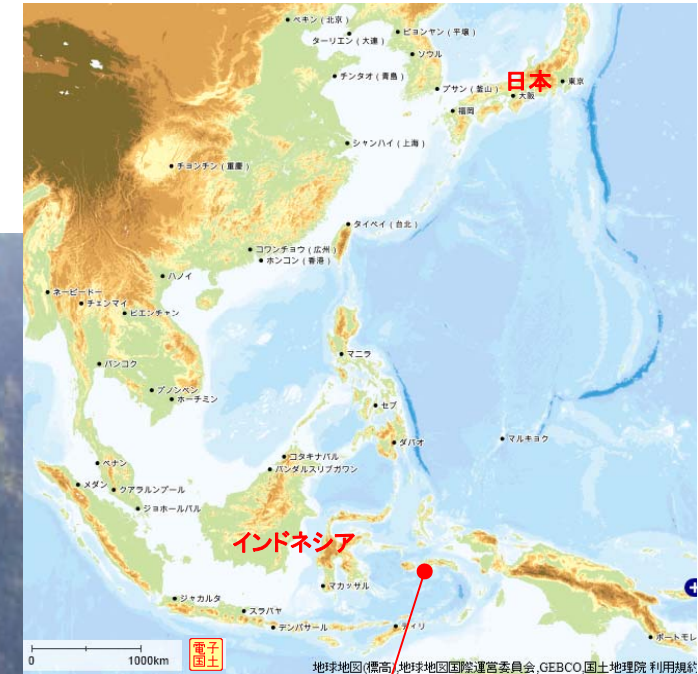 ペキン（北京）
ピョンヤン（平壌）
ターリエン（大連）
ソウル
チンタオ（青島）
プサン（釜山）
日本
東京
大阪
福岡
シャンハイ（上海）
チョンチン（重慶）
タイペイ（台北）
コワンチョウ（広州）
ホンコン（香港）
ハノイ
ネーピードー
チェンマイ
ビエンチャン
バンコク
マニラ
プノンペン
ホーチミン
セブ
マルキョク
ダバオ
コタキナバル
バンダルスリブガワン
ペナン
メダン
クアラルンプール
ジョホールバル
インドネシア
マカッサル
ジャカルタ
スラバヤ
デンパサール
ディリ
ポートモレ
0 1000km
電子
国土
地球地図(標高),地球地図国際運営委員会,GEBCO,国土地理院 利用規約